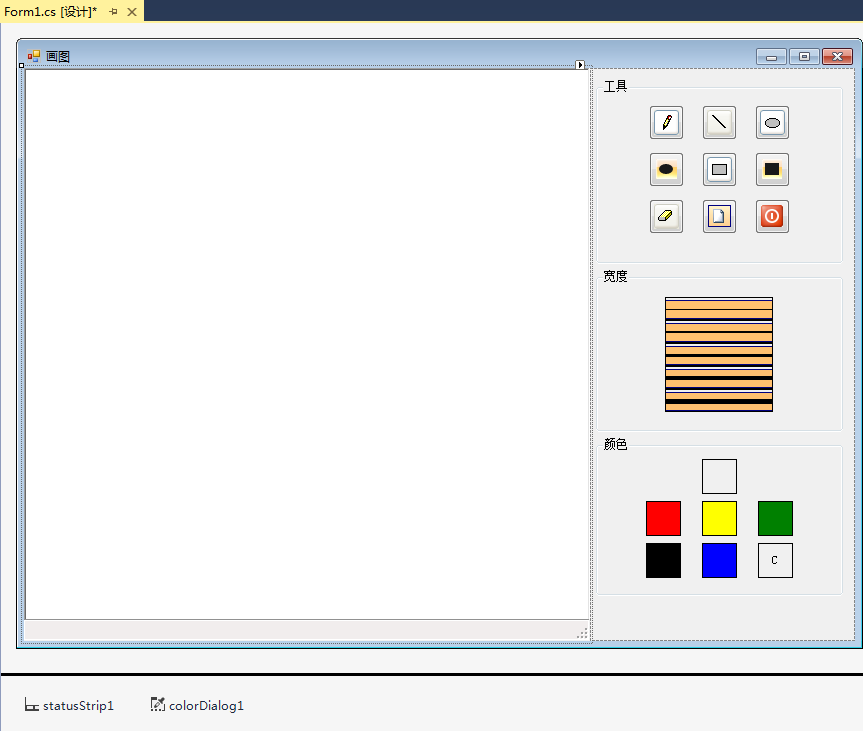 Form1.cs [设计]*
画图
工具
宽度
颜色
C
statusStrip1
colorDialog1